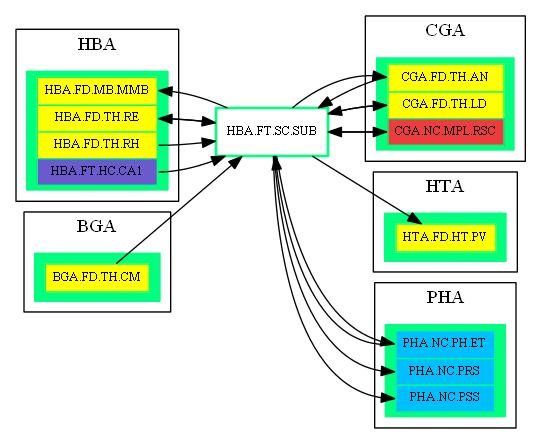 HBA
HBA.FD.MB.MMB
HBA.FD.TH.RE
HBA.FD.TH.RH
HBA.FT.HC.CA1
BGA
BGA.FD.TH.CM
HBA.FT.SC.SUB
CGA
CGA.FD.TH.AN
CGA.FD.TH.LD
CGA.NC.MPL.RSC
HTA
HTA.FD.HT.PV
PHA
PHA.NC.PH.ET
PHA.NC.PRS
PHA.NC.PSS